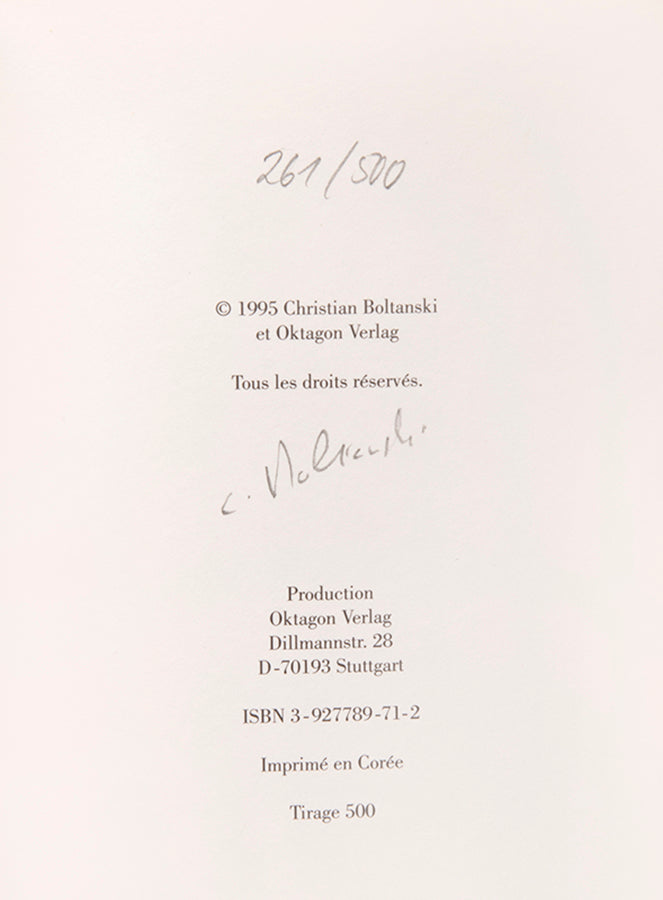 261/500
© 1995 Christian Boltanski
et Oktagon Verlag
Tous les droits réservés.
C. Boltanski
Production
Oktagon Verlag
Dillmannstr. 28
D-70193 Stuttgart
ISBN 3-927789-71-2
Imprimé en Corée
Tirage 500